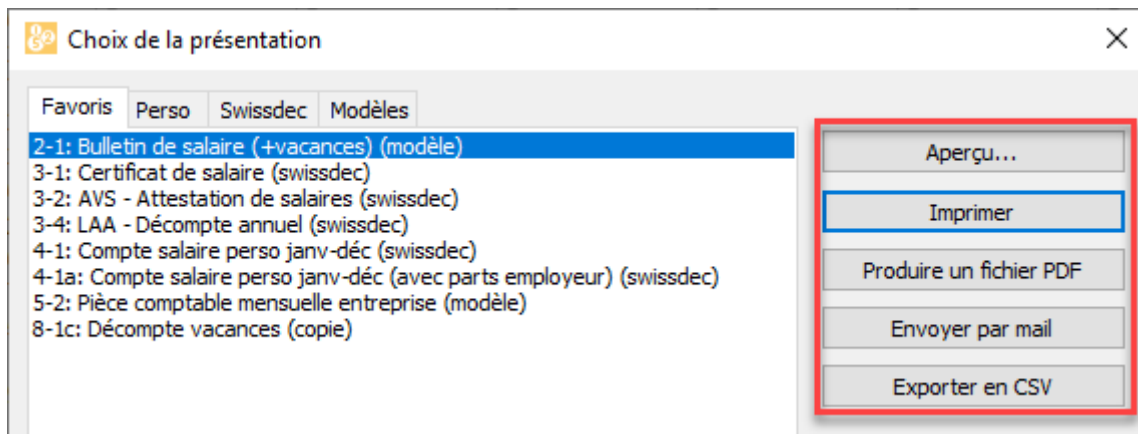 Choix de la présentation
Favoris Perso Swissdec Modèles
2-1: Bulletin de salaire (+vacances) (modèle)
3-1: Certificat de salaire (swissdec)
3-2: AVS - Attestation de salaires (swissdec)
3-4: LAA - Décompte annuel (swissdec)
4-1: Compte salaire perso janv-déc (swissdec)
4-1a: Compte salaire perso janv-déc (avec parts employeur) (swissdec)
5-2: Pièce comptable mensuelle entreprise (modèle)
8-1c: Décompte vacances (copie)
Aperçu...
Imprimer
Produire un fichier PDF
Envoyer par mail
Exporter en CSV